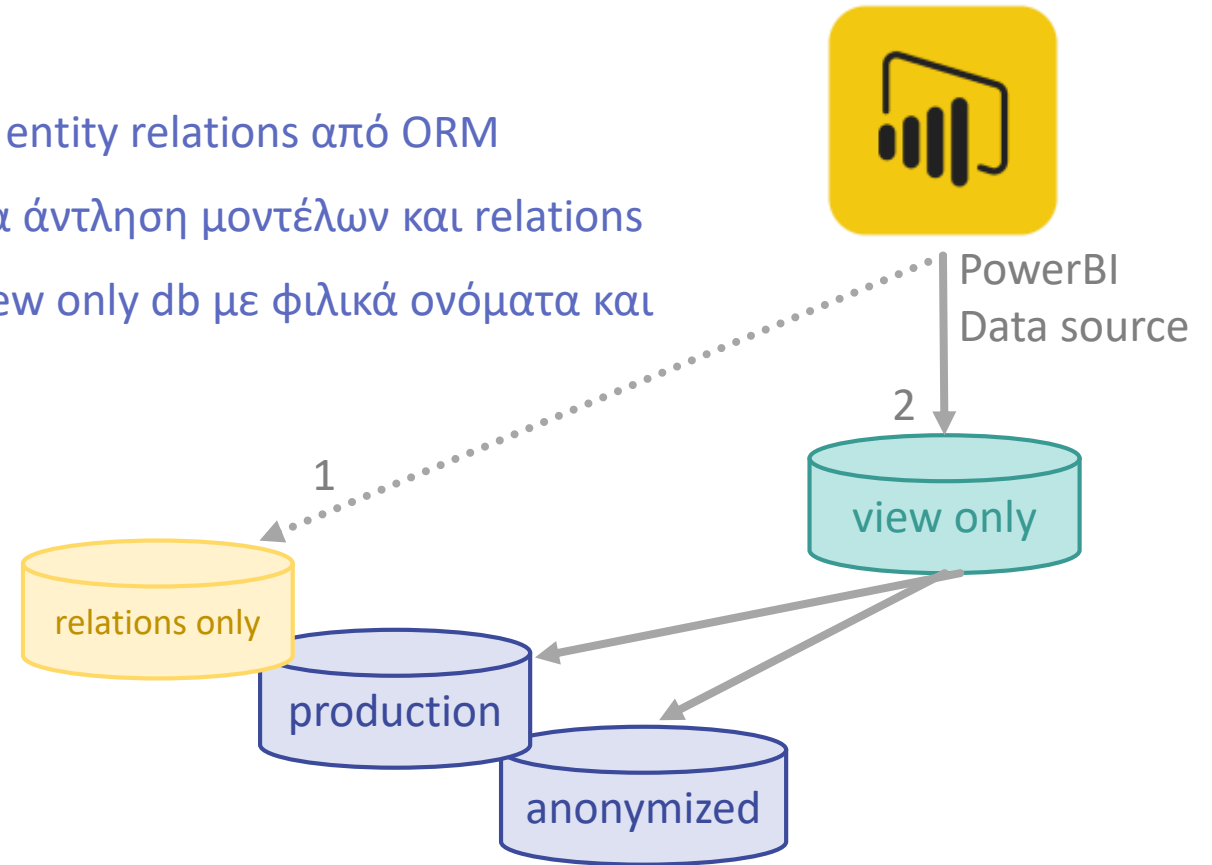 entity relations από ORM
άντληση μοντέλων και relations
only db με φιλικά ονόματα και
PowerBI
Data source
2
1
view only
relations only
production
anonymized